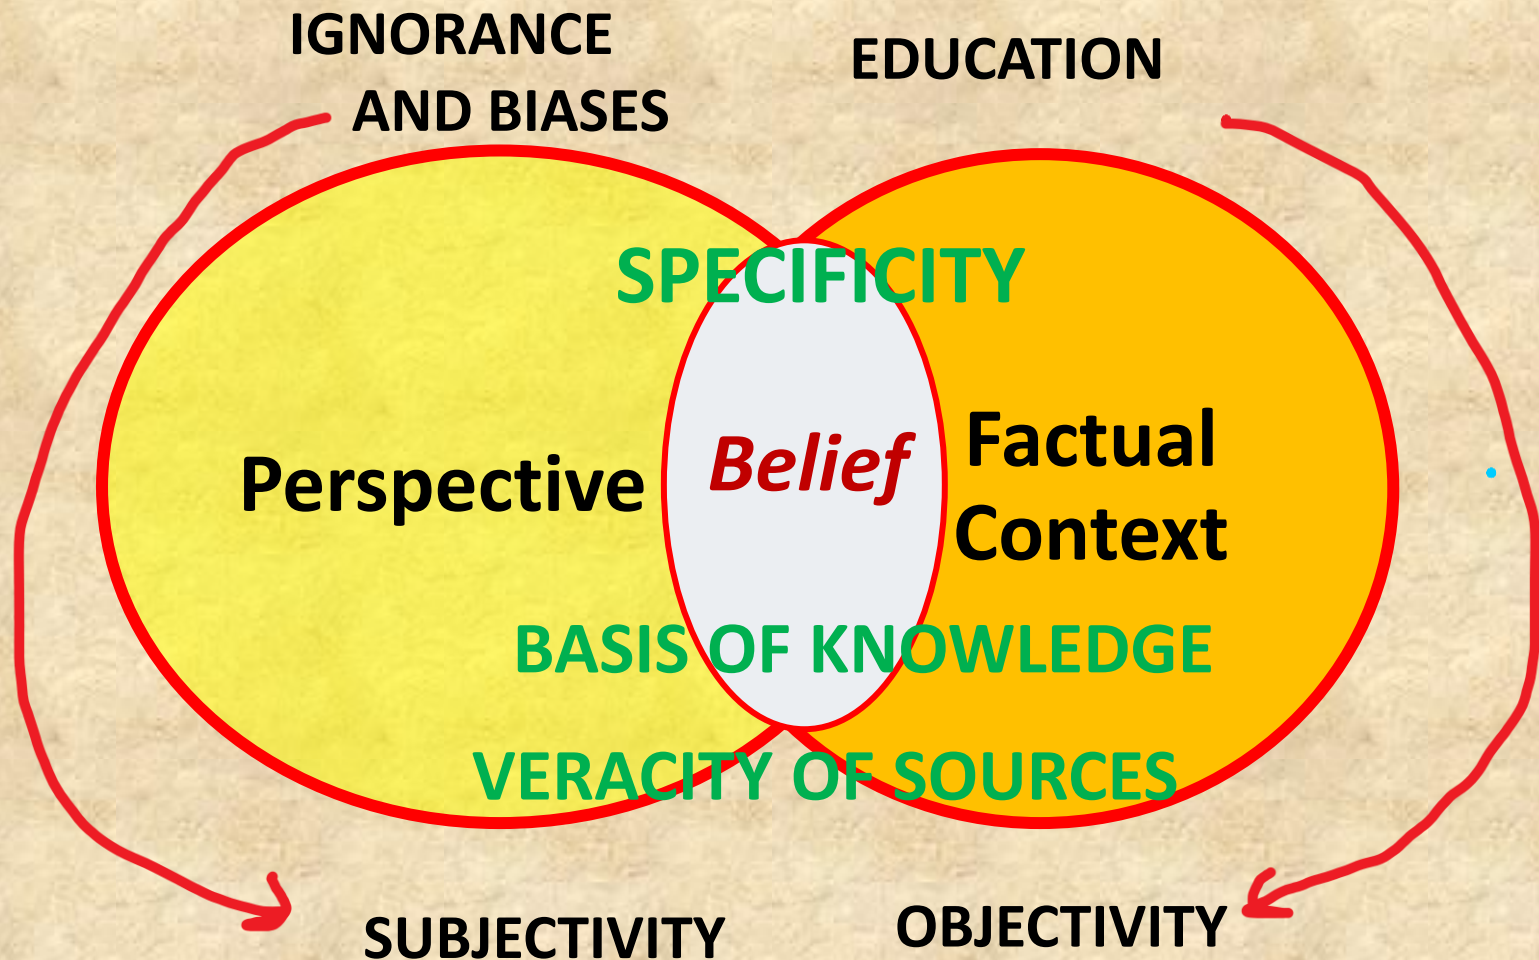 IGNORANCE
AND BIASES
EDUCATION
SPECIFICITY
Perspective
Belief
Factual
Context
BASIS OF KNOWLEDGE
VERACITY OF SOURCES
SUBJECTIVITY
OBJECTIVITY